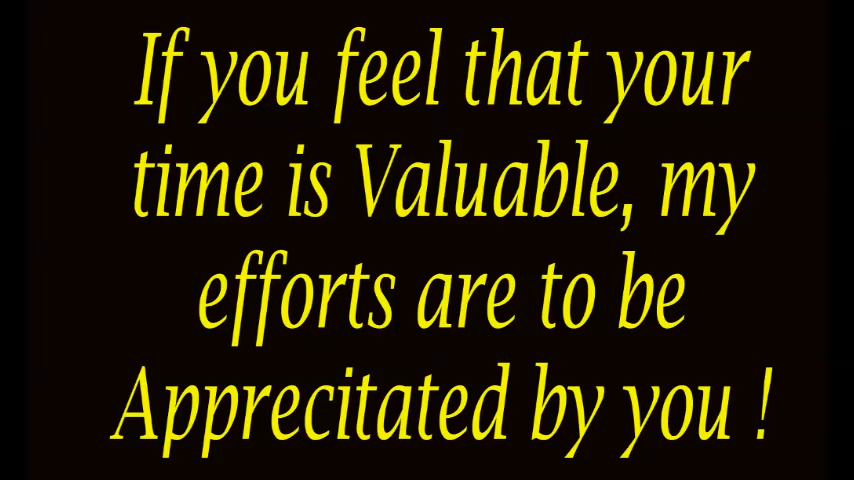 If you feel that your
time is Valuable, my
efforts are to be
Apprecitated by you !